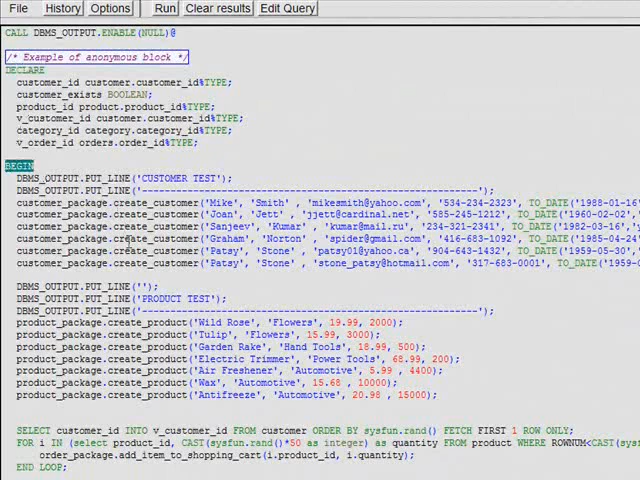 File History Options Run Clear results Edit Query
CALL DBMS_OUTPUT.ENABLE(NULL)@
/* Example of anonymous block */
DECLARE
customer_id customer.customer_id%TYPE;
customer_exists BOOLEAN;
product_id product.product_id%TYPE;
v_customer_id customer.customer_id%TYPE;
category_id category.category_id%TYPE;
v_order_id orders.order_id%TYPE;
BEGIN
DBMS_OUTPUT.PUT_LINE('CUSTOMER TEST');
DBMS_OUTPUT.PUT_LINE('--------------------------------------------------------');
customer_package.create_customer('Mike', 'Smith' , 'mikesmith@yahoo.com', '534-234-2323', TO_DATE('1988-01-16'
customer_package.create_customer('Joan', 'Jett' , 'jjett@cardinal.net', '585-245-1212', TO_DATE('1960-02-02',
customer_package.create_customer('Sanjeev', 'Kumar' , 'kumar@mail.ru', '234-321-2341', TO_DATE('1982-03-16','y
customer_package.create_customer('Graham', 'Norton' , 'spider@gmail.com', '416-683-1092', TO_DATE('1985-04-24'
customer_package.create_customer('Patsy', 'Stone' , 'patsy01@yahoo.ca', '904-643-1432', TO_DATE('1959-05-30',
customer_package.create_customer('Patsy', 'Stone' , 'stone_patsy@hotmail.com', '317-683-0001', TO_DATE('1959-0
DBMS_OUTPUT.PUT_LINE('');
DBMS_OUTPUT.PUT_LINE('PRODUCT TEST');
DBMS_OUTPUT.PUT_LINE('--------------------------------------------------------');
product_package.create_product('Wild Rose', 'Flowers', 19.99, 2000);
product_package.create_product('Tulip', 'Flowers', 15.99, 3000);
product_package.create_product('Garden Rake', 'Hand Tools', 18.99, 500);
product_package.create_product('Electric Trimmer', 'Power Tools', 68.99, 200);
product_package.create_product('Air Freshener', 'Automotive', 5.99 , 4400);
product_package.create_product('Wax', 'Automotive', 15.68 , 10000);
product_package.create_product('Antifreeze', 'Automotive', 20.98 , 15000);
SELECT customer_id INTO v_customer_id FROM customer ORDER BY sysfun.rand() FETCH FIRST 1 ROW ONLY;
FOR i IN (select product_id, CAST(sysfun.rand()*50 as integer) as quantity FROM product WHERE ROWNUM<CAST(sysf
order_package.add_item_to_shopping_cart(i.product_id, i.quantity);
END LOOP;